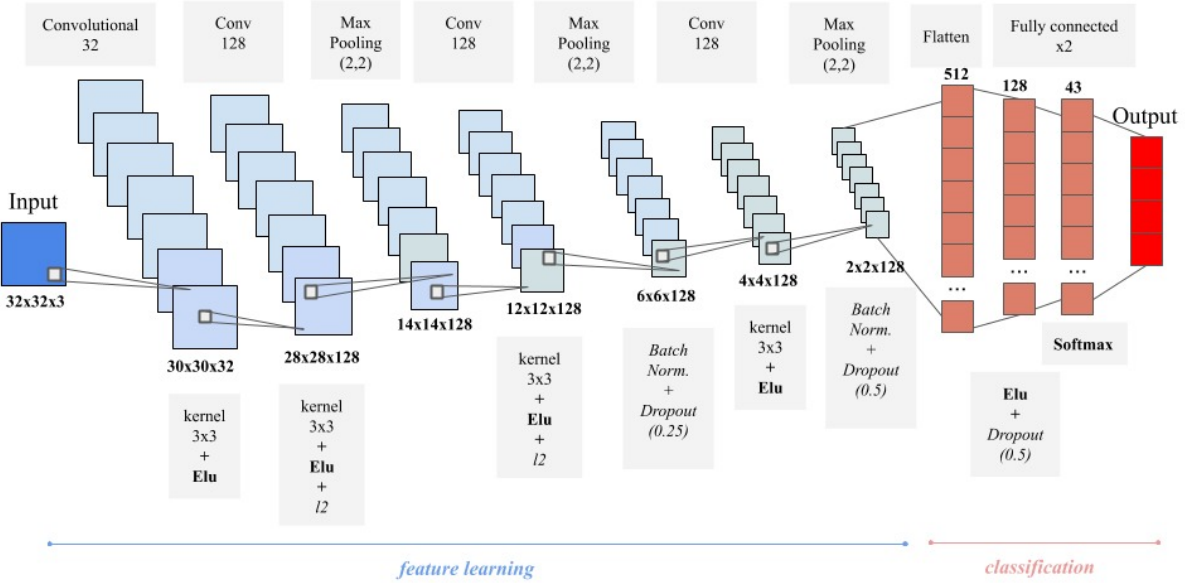 Convolutional
32
Conv
128
Max
Pooling
(2,2)
Conv
128
Max
Pooling
(2,2)
Conv
128
Max
Pooling
(2,2)
Flatten
Fully connected
x2
512
128
43
Output
Input
32x32x3
30x30x32
28x28x128
14x14x128
12x12x128
6x6x128
4x4x128
2x2x128
...
...
...
Softmax
kernel
3x3
+
Elu
kernel
3x3
+
Elu
+
l2
kernel
3x3
+
Elu
+
l2
Batch
Norm.
+
Dropout
(0.25)
kernel
3x3
+
Elu
Batch
Norm.
+
Dropout
(0.5)
Elu
+
Dropout
(0.5)
feature learning
classification